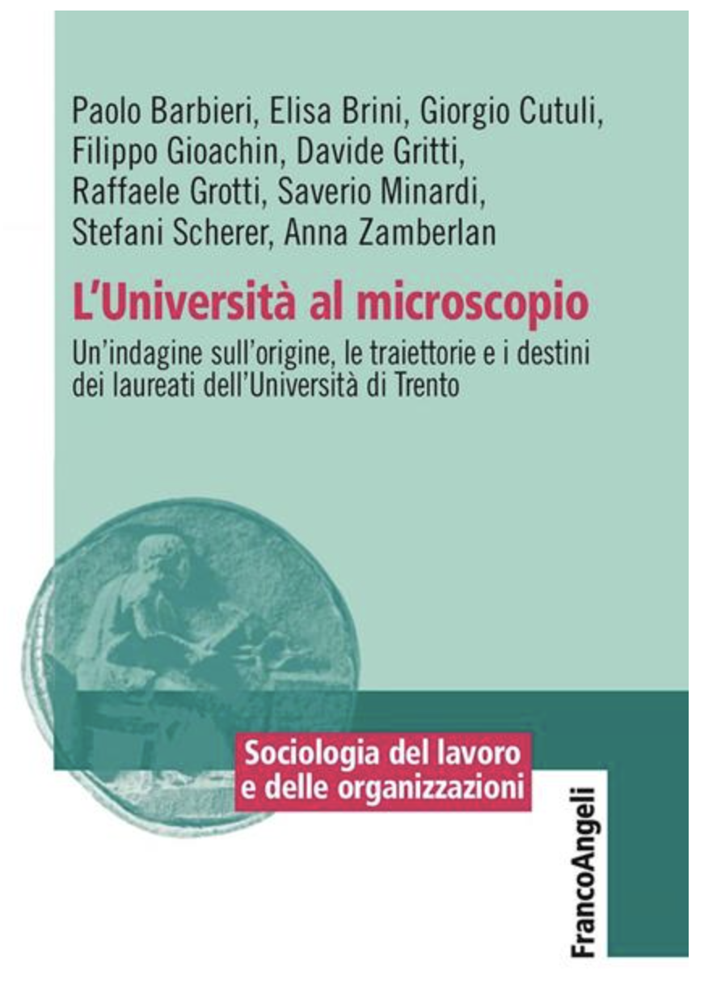 Paolo Barbieri, Elisa Brini, Giorgio Cutuli,
Filippo Gioachin, Davide Gritti,
Raffaele Grotti, Saverio Minardi,
Stefani Scherer, Anna Zamberlan
L'Università al microscopio
Un'indagine sull'origine, le traiettorie e i destini
dei laureati dell'Università di Trento
Sociologia del lavoro
e delle organizzazioni
FrancoAngeli